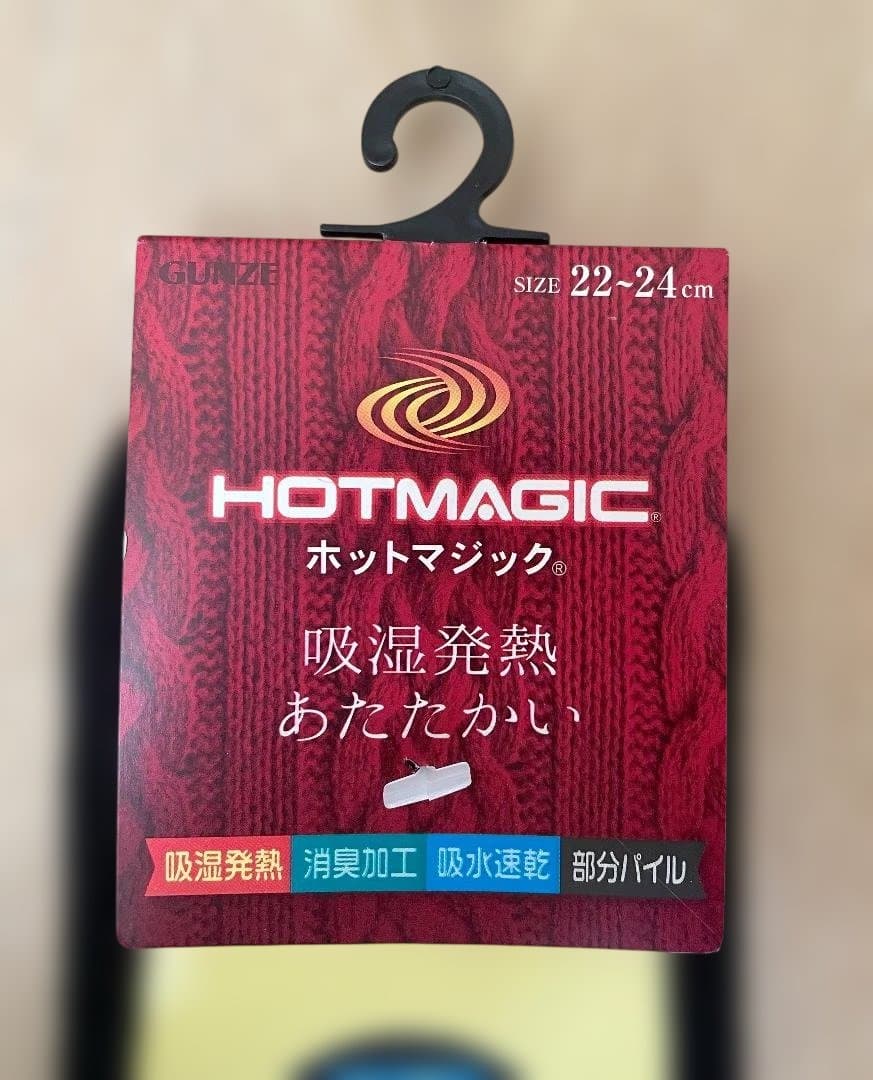 GUNZE
SIZE 22~24cm
HOTMAGIC®
ホットマジック®
吸湿発熱
あたたかい
吸湿発熱 消臭加工 吸水速乾 部分パイル